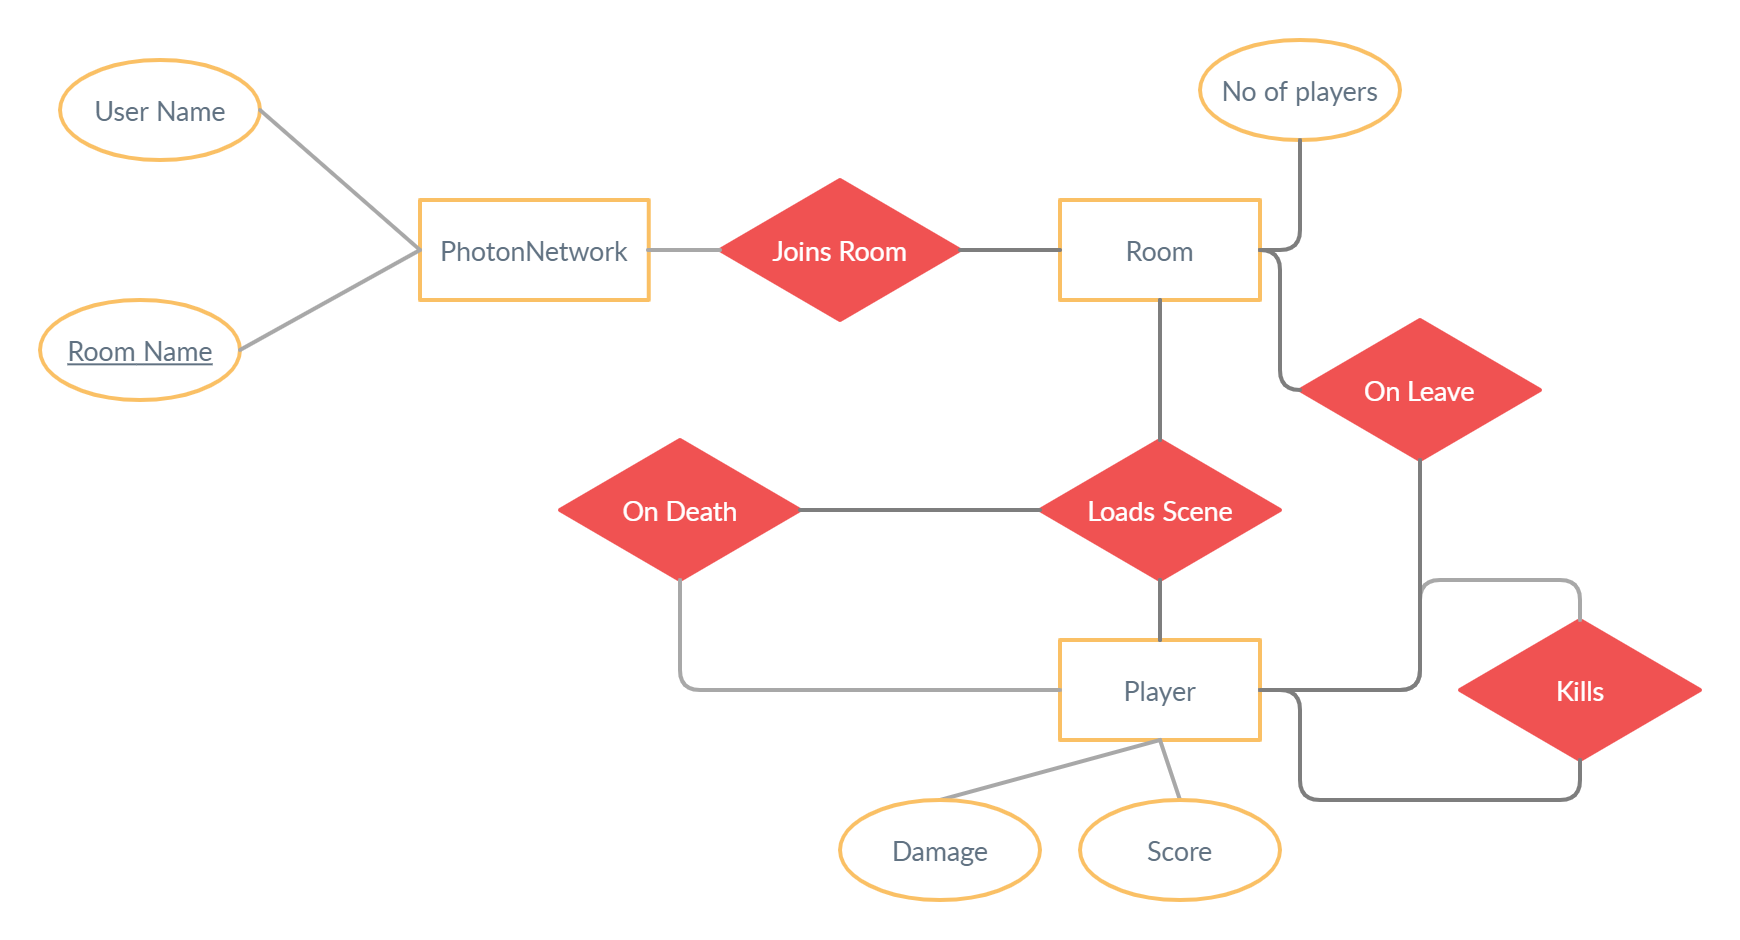 No of players
User Name
PhotonNetwork
Joins Room
Room
Room Name
On Leave
On Death
Loads Scene
Player
Kills
Damage
Score